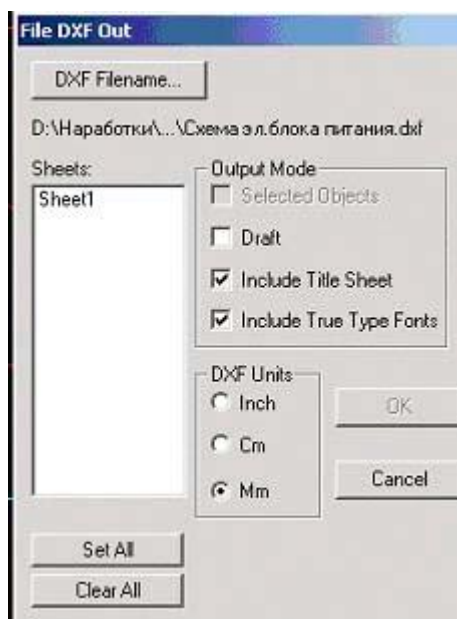 File DXF Out
DXF Filename...
D:\Наработки\...\Схема эл.блока питания.dxf
Sheets:
Sheet1
Output Mode
Selected Objects
Draft
Include Title Sheet
Include True Type Fonts
DXF Units
Inch
Cm
Mm
OK
Cancel
Set All
Clear All